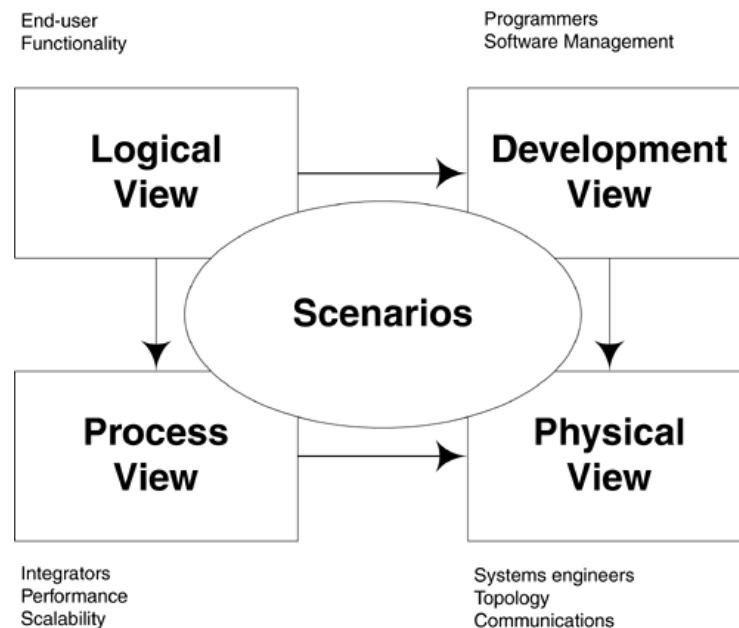 End-user
Functionality
Programmers
Software Management
Logical
View
Development
View
Scenarios
Process
View
Physical
View
Integrators
Performance
Scalability
Systems engineers
Topology
Communications